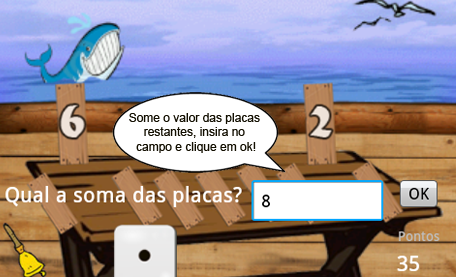 6
2
Some o valor das placas
restantes, insira no
campo e clique em ok!
Qual a soma das placas? 8 OK
Pontos
35